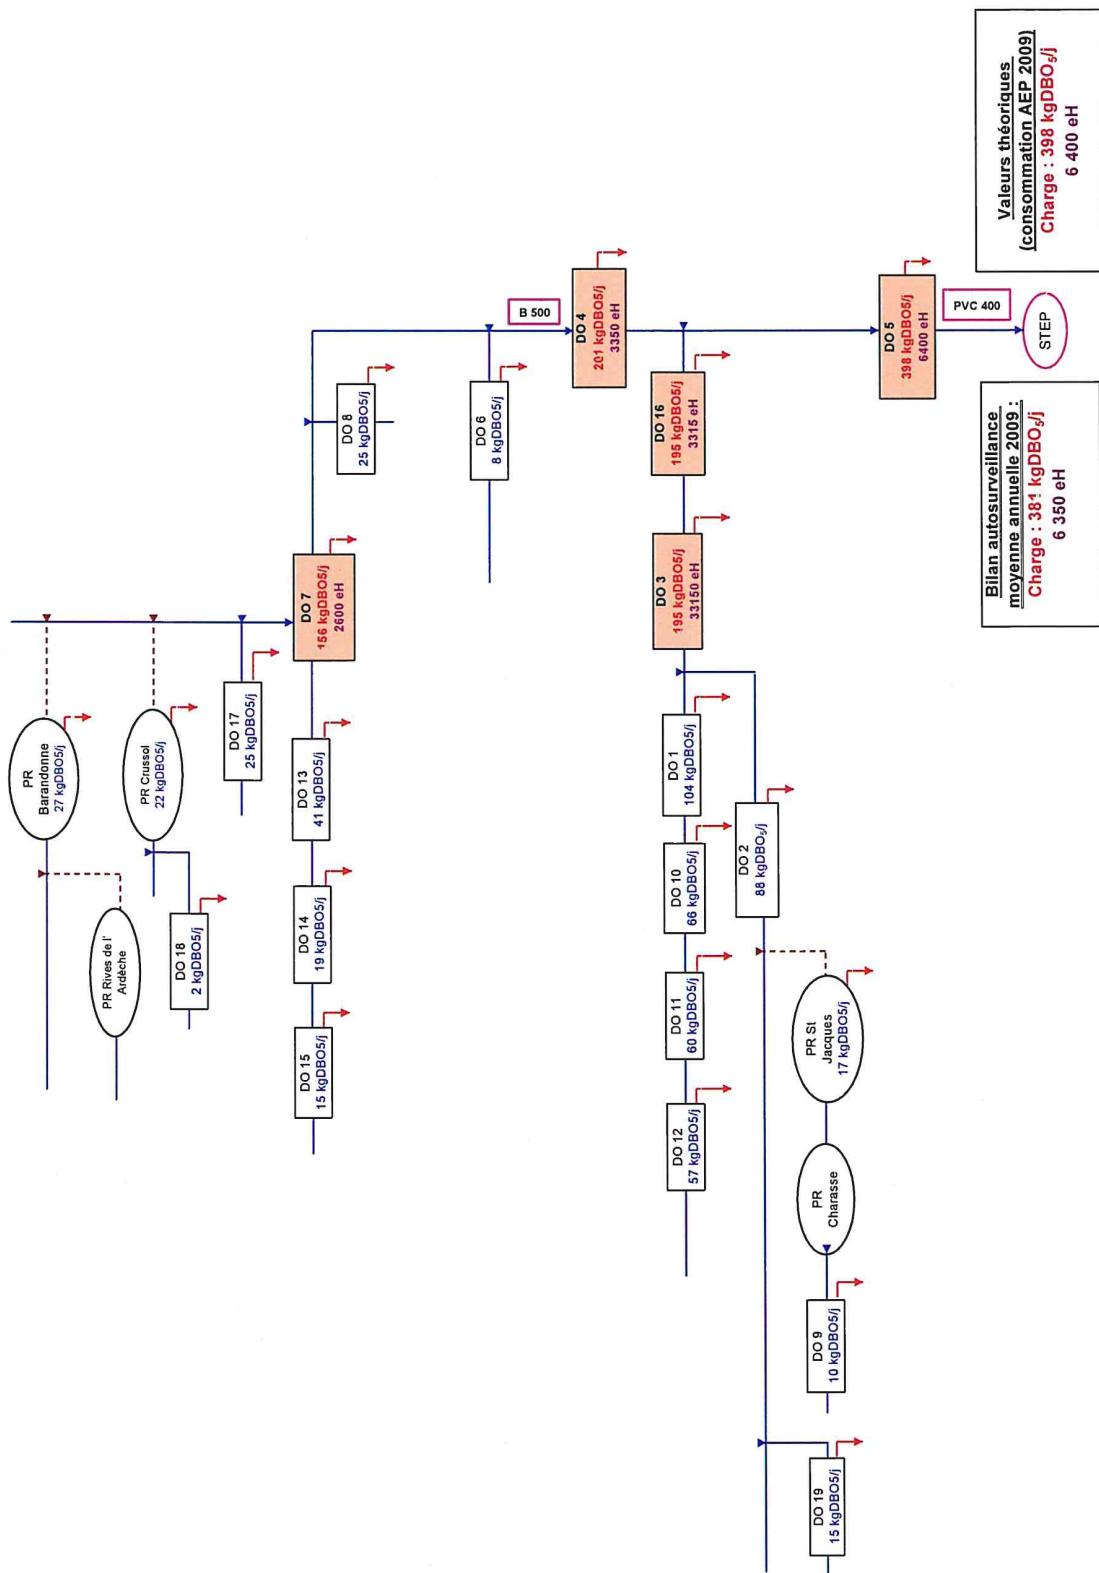 PR
Barandonne
27 kgDBO5/j
PR Rives de l'
Ardèche
PR Crussol
22 kgDBO5/j
DO 18
2 kgDBO5/j
DO 17
25 kgDBO5/j
DO 15
15 kgDBO5/j
DO 14
19 kgDBO5/j
DO 13
41 kgDBO5/j
DO 7
156 kgDBO5/j
2600 eH
DO 8
25 kgDBO5/j
DO 6
8 kgDBO5/j
B 500
DO 4
201 kgDBO5/j
3350 eH
DO 12
57 kgDBO5/j
DO 11
60 kgDBO5/j
DO 10
66 kgDBO5/j
DO 1
104 kgDBO5/j
DO 3
195 kgDBO5/j
33150 eH
DO 16
195 kgDBO5/j
3315 eH
DO 2
88 kgDBO₅/j
DO 19
15 kgDBO5/j
DO 9
10 kgDBO5/j
PR
Charasse
PR St
Jacques
17 kgDBO5/j
DO 5
398 kgDBO5/j
6400 eH
PVC 400
STEP
Bilan autosurveillance
moyenne annuelle 2009 :
Charge : 381 kgDBO₅/j
6 350 eH
Valeurs théoriques
(consommation AEP 2009)
Charge : 398 kgDBO₅/j
6 400 eH